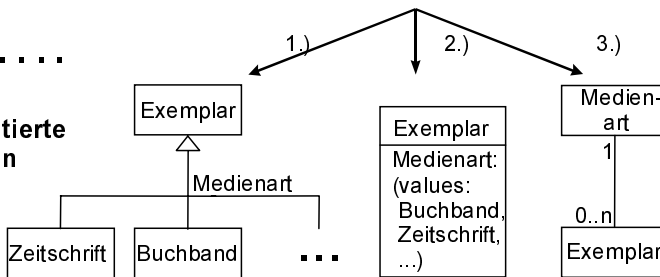 1.)
2.)
3.)
....
tierte
n
Exemplar
Medienart
Zeitschrift
Buchband
...
Exemplar
Medienart:
(values:
Buchband,
Zeitschrift,
...)
Medien-
art
1
0..n
Exemplar